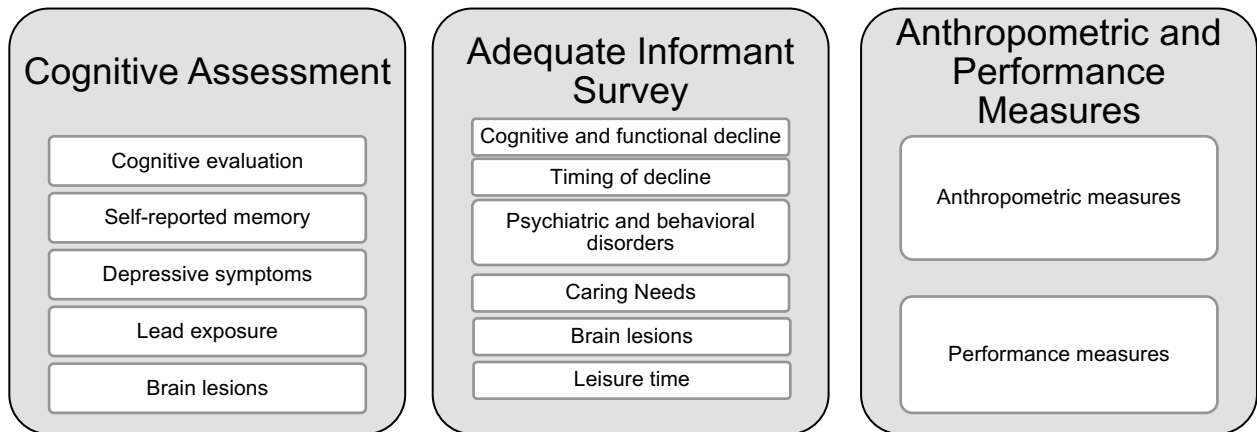 Cognitive Assessment
Cognitive evaluation
Self-reported memory
Depressive symptoms
Lead exposure
Brain lesions
Adequate Informant
Survey
Cognitive and functional decline
Timing of decline
Psychiatric and behavioral
disorders
Caring Needs
Brain lesions
Leisure time
Anthropometric and
Performance
Measures
Anthropometric measures
Performance measures